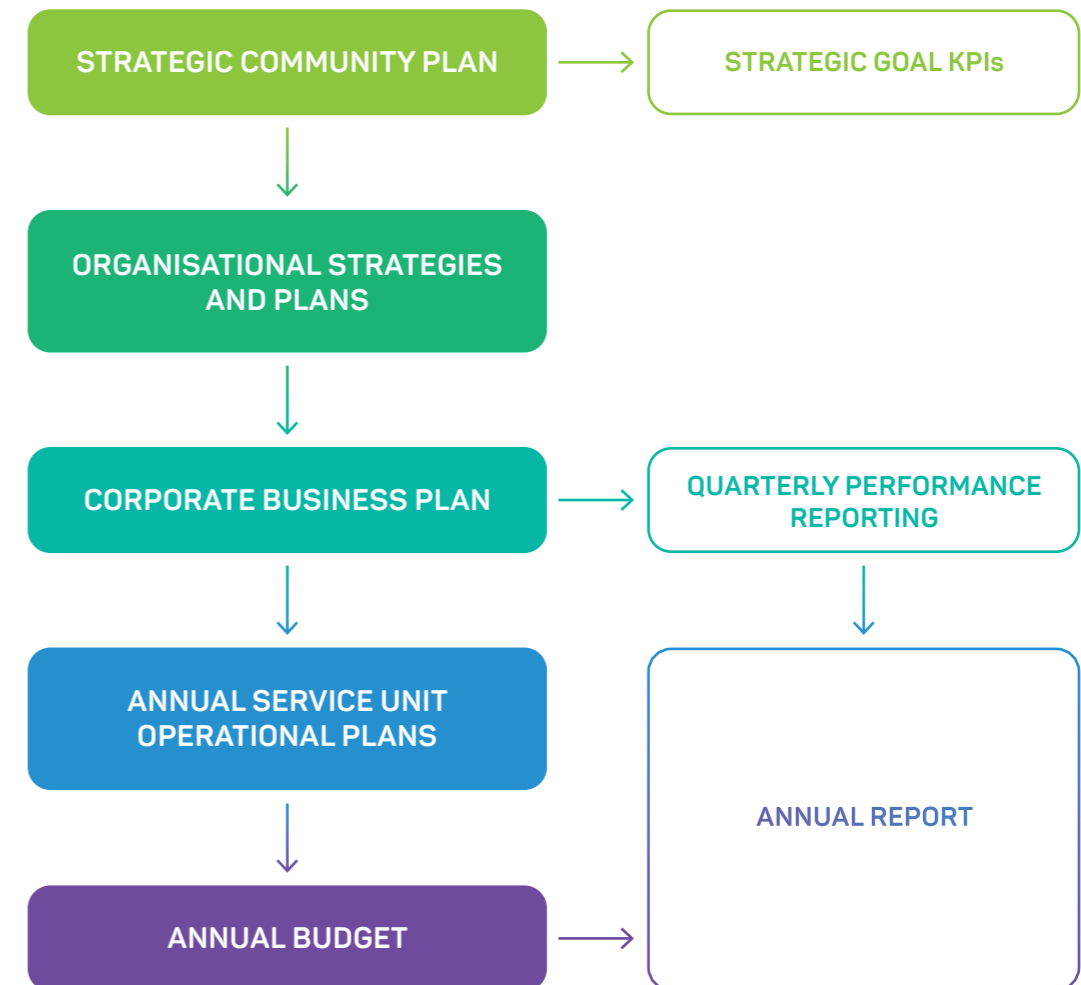 STRATEGIC COMMUNITY PLAN
STRATEGIC GOAL KPIs
ORGANISATIONAL STRATEGIES
AND PLANS
CORPORATE BUSINESS PLAN
QUARTERLY PERFORMANCE
REPORTING
ANNUAL SERVICE UNIT
OPERATIONAL PLANS
ANNUAL REPORT
ANNUAL BUDGET